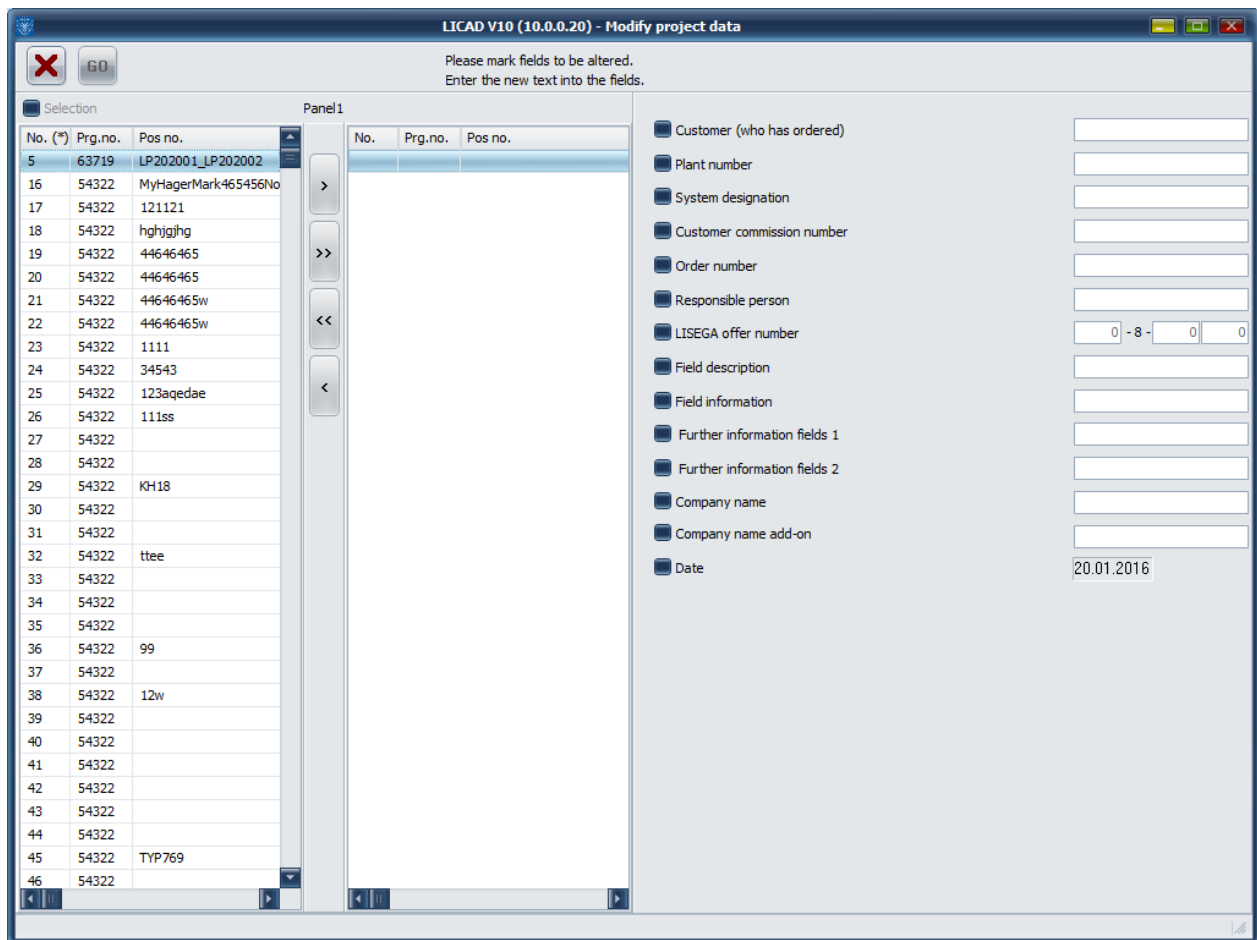 LICAD V10 (10.0.0.20) - Modify project data
GO
Please mark fields to be altered.
Enter the new text into the fields.
Selection
Panel1
No. (*) Prg.no. Pos no.
5 63719 LP202001_LP202002
16 54322 MyHagerMark465456No
17 54322 121121
18 54322 hghjgjhg
19 54322 44646465
20 54322 44646465
21 54322 44646465w
22 54322 44646465w
23 54322 1111
24 54322 34543
25 54322 123aqedae
26 54322 111ss
27 54322
28 54322
29 54322 KH18
30 54322
31 54322
32 54322 ttee
33 54322
34 54322
35 54322
36 54322 99
37 54322
38 54322 12w
39 54322
40 54322
41 54322
42 54322
43 54322
44 54322
45 54322 TYP769
46 54322
>
>>
<<
<
No. Prg.no. Pos no.
Customer (who has ordered)
Plant number
System designation
Customer commission number
Order number
Responsible person
LISEGA offer number 0 - 8 - 0 0
Field description
Field information
Further information fields 1
Further information fields 2
Company name
Company name add-on
Date 20.01.2016